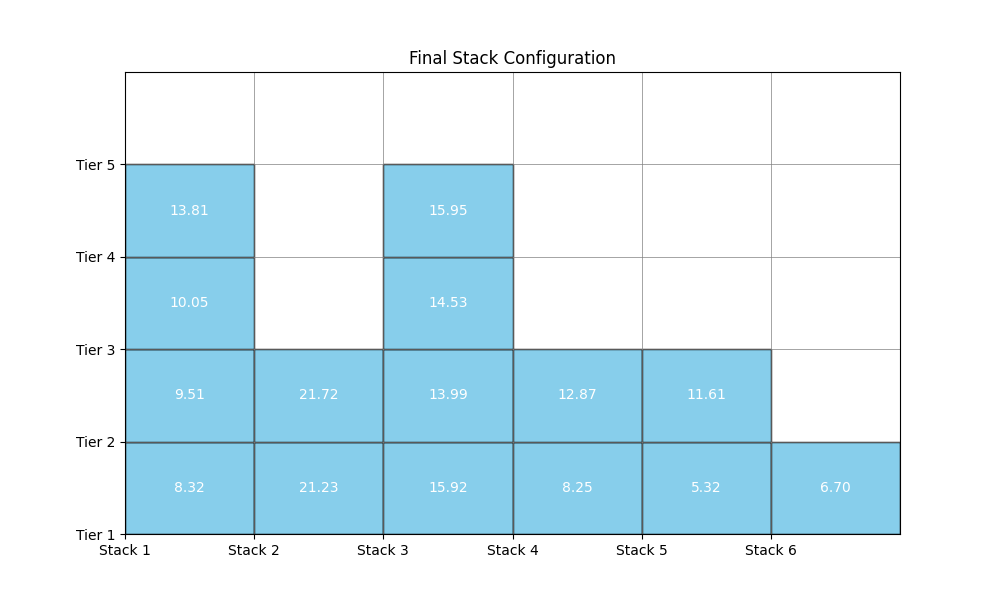 Final Stack Configuration
Tier 5
13.81 15.95
Tier 4
10.05 14.53
Tier 3
9.51 21.72 13.99 12.87 11.61
Tier 2
8.32 21.23 15.92 8.25 5.32 6.70
Tier 1
Stack 1 Stack 2 Stack 3 Stack 4 Stack 5 Stack 6